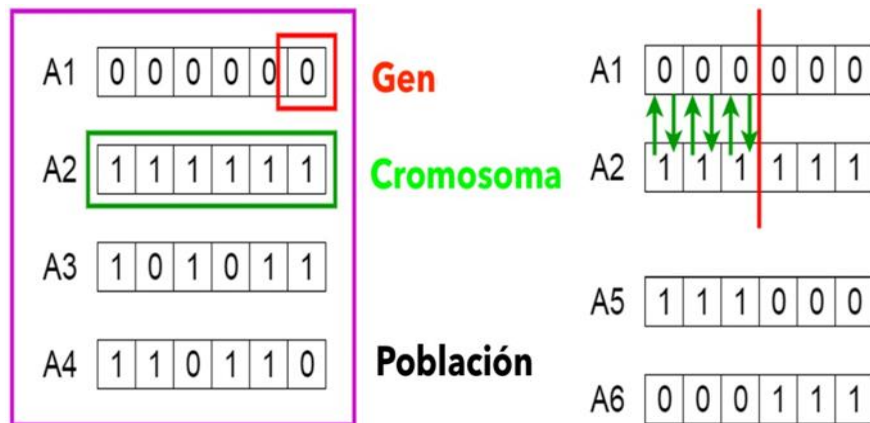 A1 0 0 0 0 0 0 Gen
A2 1 1 1 1 1 1 Cromosoma
A3 1 0 1 0 1 1
A4 1 1 0 1 1 0 Población
A1 0 0 0 0 0 0
A2 1 1 1 1 1 1
A5 1 1 1 0 0 0
A6 0 0 0 1 1 1